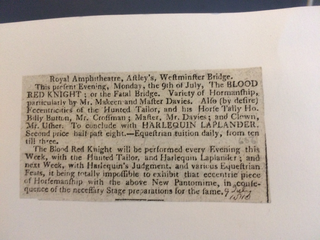 Royal Amphitheatre, Aſtley's, Weſtminſter Bridge.
This preſent Evening, Monday, the 9th of July, The BLOOD
RED KNIGHT; or the Fatal Bridge. Variety of Hormanſhip,
particularly by Mr. Makeen and Maſter Davies. Alſo (by deſire)
Eccentricities of the Hunted Tailor, and his Horſe Tally Ho.
Billy Button, Mr. Croſſman; Maſter, Mr. Davies; and Clown,
Mr. Uſher. To conclude with HARLEQUIN LAPLANDER.
Second price half paſt eight.—Equeſtrian tuition daily, from ten
till three.
The Blood Red Knight will be performed every Evening this
Week, with the Hunted Tailor, and Harlequin Laplander; and
next Week, with Harlequin's Judgment, and various Equeſtrian
Feats, it being totally impoſſible to exhibit that eccentric piece
of Horſemanſhip with the above New Pantomime, in conſe-
quence of the neceſſary Stage preparations for the ſame.
9 July
1810